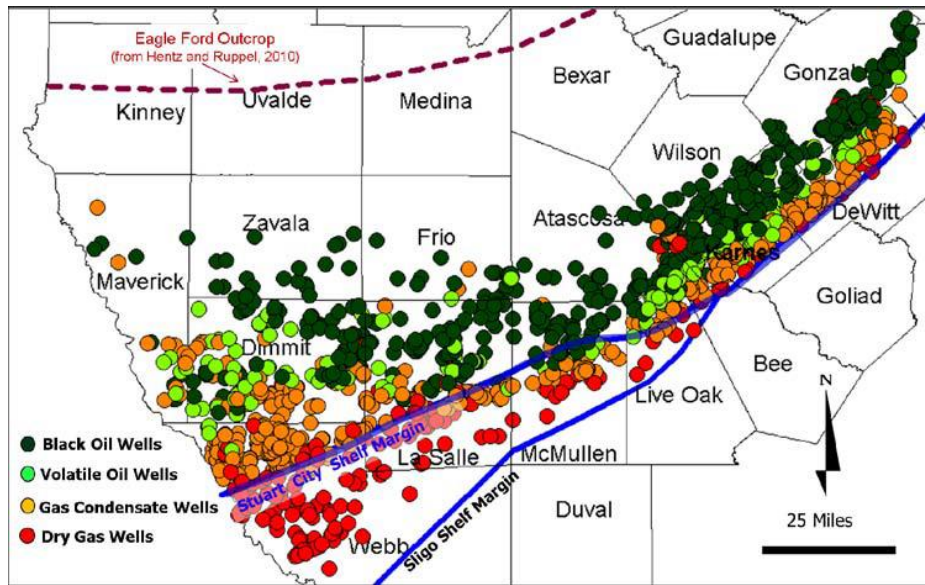 Eagle Ford Outcrop
(from Hentz and Ruppel, 2010)
Guadalupe
Bexar
Gonzal
Kinney
Uvalde
Medina
Wilson
Zavala
Frio
Atascosa
DeWitt
Karnes
Maverick
Goliad
Dimmit
Bee
N
Live Oak
Black Oil Wells
Volatile Oil Wells
Gas Condensate Wells
Dry Gas Wells
Stuart City Shelf Margin
La Salle
McMullen
Sligo Shelf Margin
Duval
Webb
25 Miles